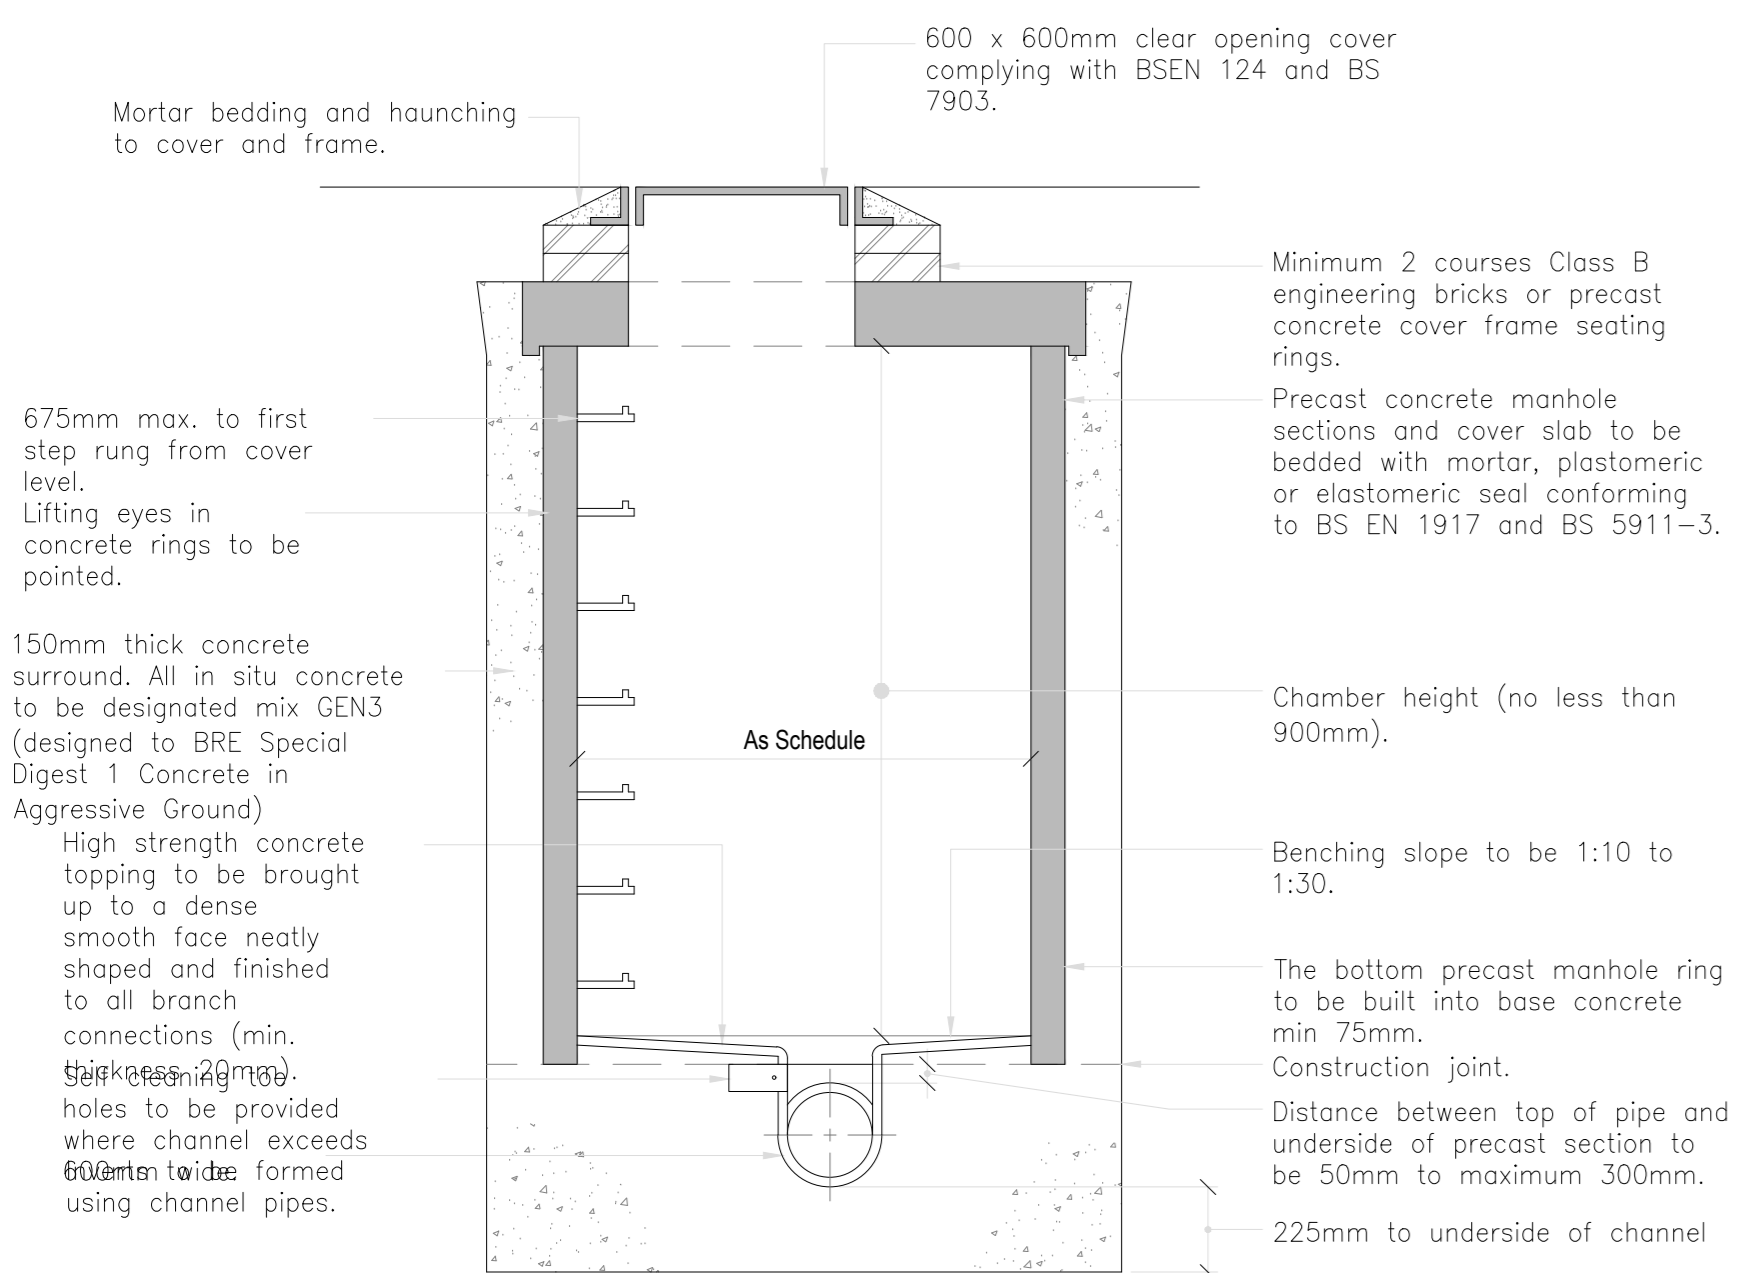 600 x 600mm clear opening cover
complying with BSEN 124 and BS
7903.
Mortar bedding and haunching
to cover and frame.
Minimum 2 courses Class B
engineering bricks or precast
concrete cover frame seating
rings.
Precast concrete manhole
sections and cover slab to be
bedded with mortar, plastomeric
or elastomeric seal conforming
to BS EN 1917 and BS 5911-3.
675mm max. to first
step rung from cover
level.
Lifting eyes in
concrete rings to be
pointed.
150mm thick concrete
surround. All in situ concrete
to be designated mix GEN3
(designed to BRE Special
Digest 1 Concrete in
Aggressive Ground)
Chamber height (no less than
900mm).
As Schedule
High strength concrete
topping to be brought
up to a dense
smooth face neatly
shaped and finished
to all branch
connections (min.
thickness 20mm).
Self cleaning toe
holes to be provided
where channel exceeds
600mm wide.
Inverts to be formed
using channel pipes.
Benching slope to be 1:10 to
1:30.
The bottom precast manhole ring
to be built into base concrete
min 75mm.
Construction joint.
Distance between top of pipe and
underside of precast section to
be 50mm to maximum 300mm.
225mm to underside of channel